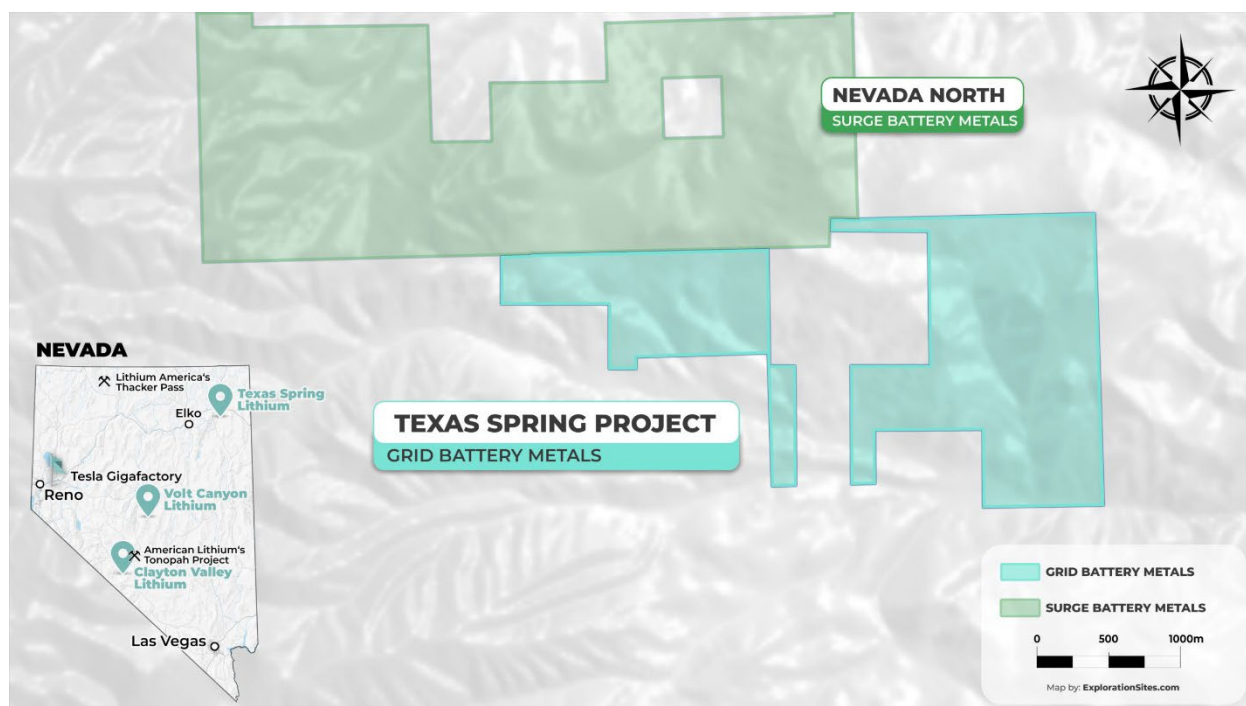 NEVADA NORTH
SURGE BATTERY METALS
TEXAS SPRING PROJECT
GRID BATTERY METALS
NEVADA
Lithium America's
Thacker Pass
Texas Spring
Lithium
Elko
Tesla Gigafactory
Reno
Volt Canyon
Lithium
American Lithium's
Tonopah Project
Clayton Valley
Lithium
Las Vegas
GRID BATTERY METALS
SURGE BATTERY METALS
0 500 1000m
Map by: ExplorationSites.com